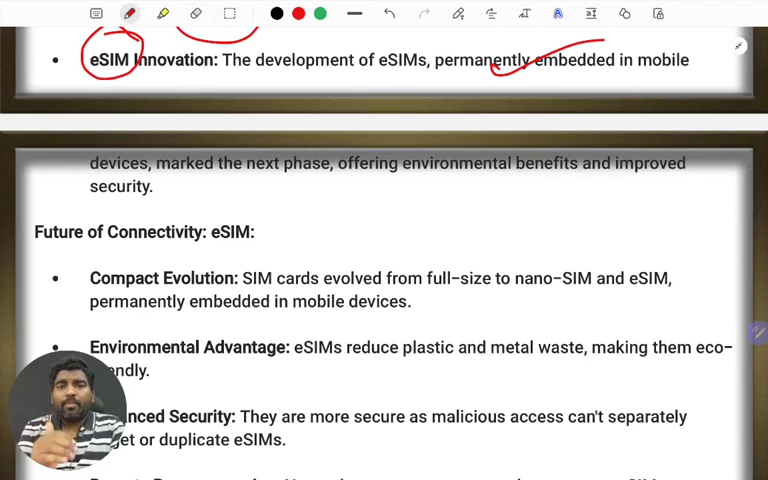 eSIM Innovation: The development of eSIMs, permanently embedded in mobile
devices, marked the next phase, offering environmental benefits and improved
security.
Future of Connectivity: eSIM:
Compact Evolution: SIM cards evolved from full-size to nano-SIM and eSIM,
permanently embedded in mobile devices.
Environmental Advantage: eSIMs reduce plastic and metal waste, making them eco-
ndly.
nced Security: They are more secure as malicious access can't separately
et or duplicate eSIMs.